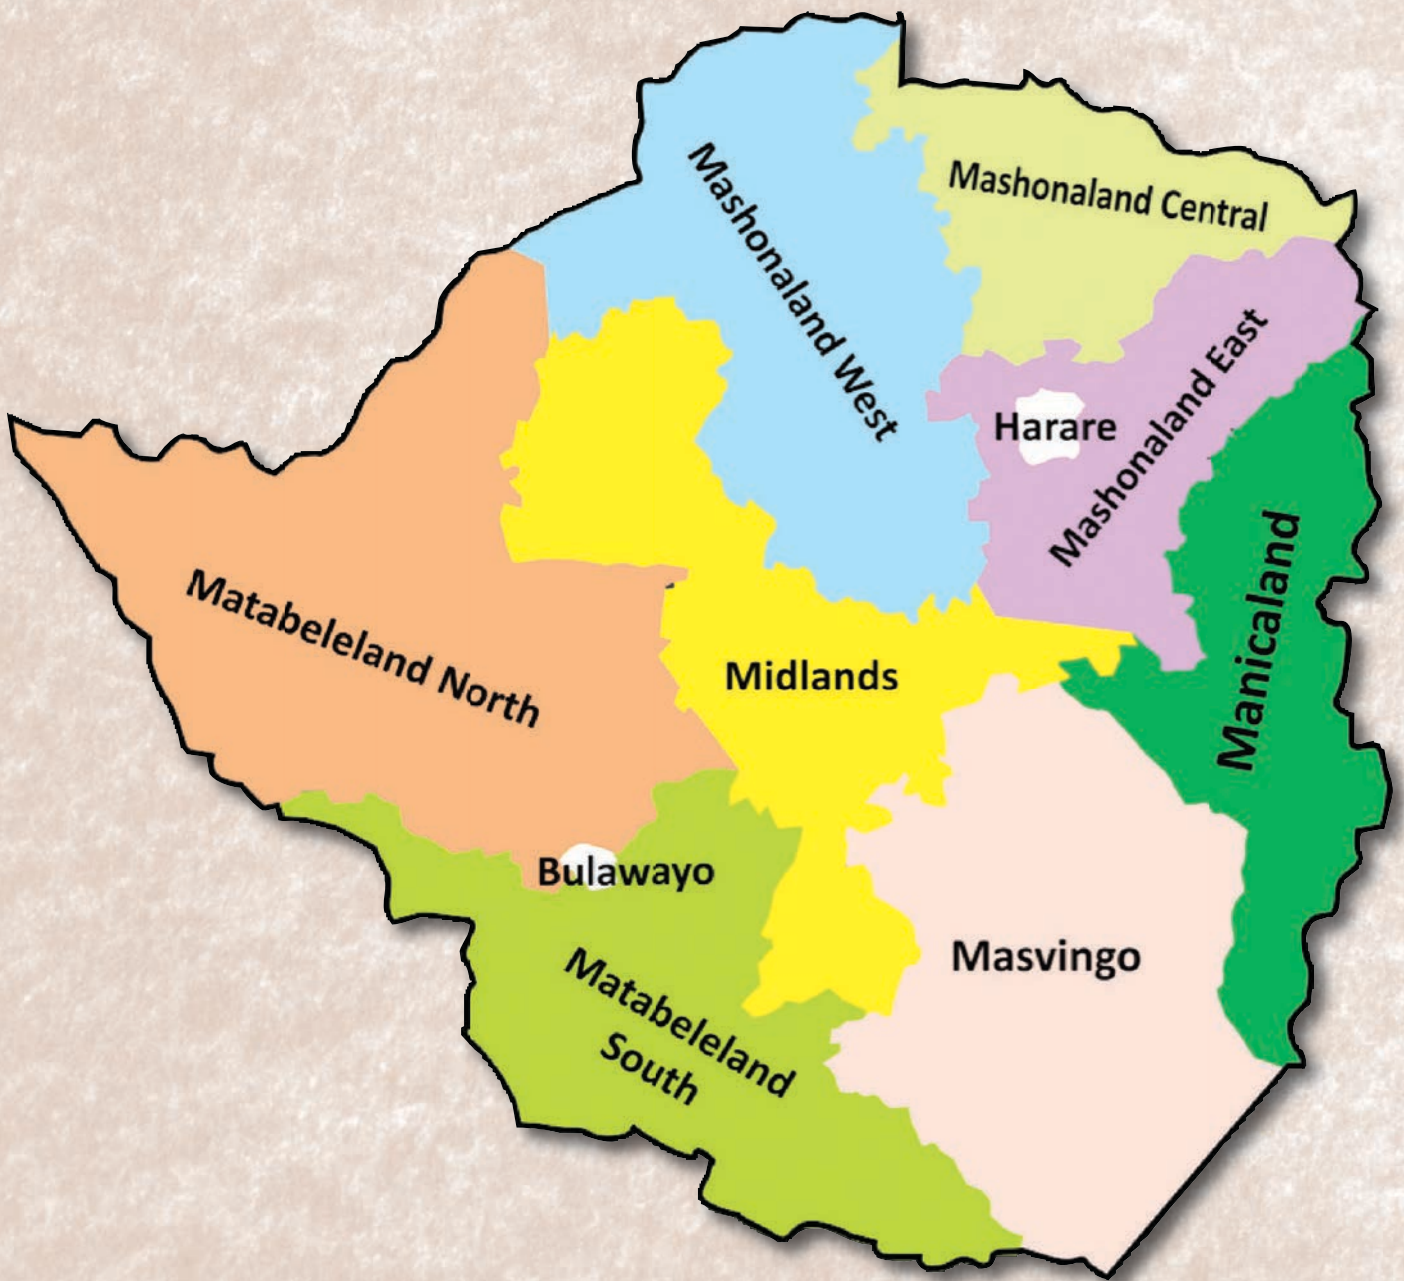 Mashonaland Central
Mashonaland West
Mashonaland East
Harare
Manicaland
Matabeleland North
Midlands
Bulawayo
Masvingo
Matabeleland
South